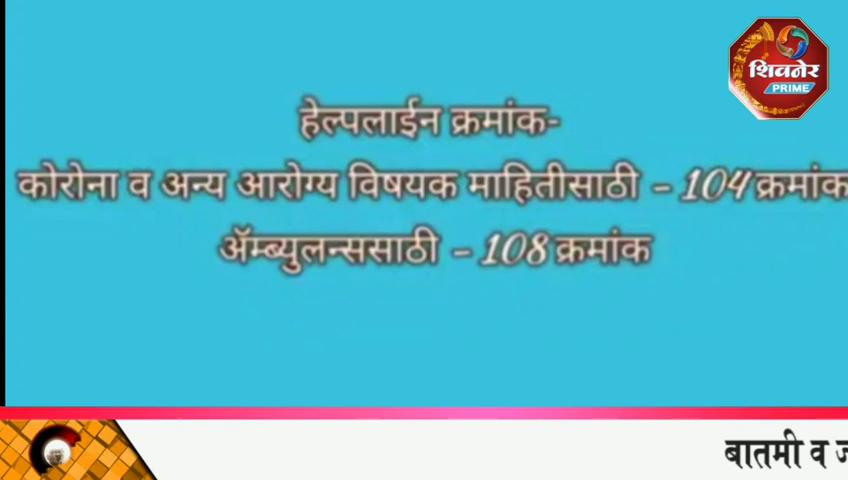 शिवनेर
PRIME
हेल्पलाईन क्रमांक-
कोरोना व अन्य आरोग्य विषयक माहितीसाठी - 104 क्रमांक
ॲम्ब्युलन्ससाठी - 108 क्रमांक
बातमी व